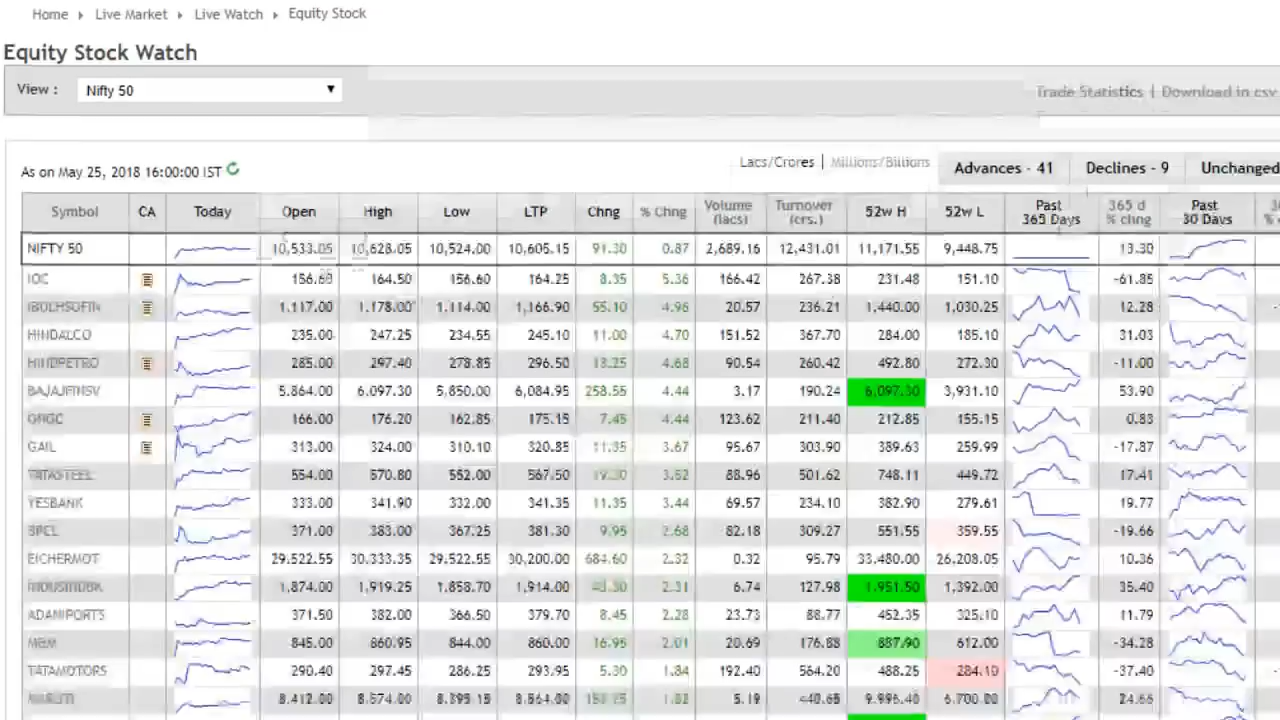 Home ▸ Live Market ▸ Live Watch ▸ Equity Stock
Equity Stock Watch
View : Nifty 50
Trade Statistics | Download in csv
As on May 25, 2018 16:00:00 IST
Lacs/Crores | Millions/Billions Advances - 41 Declines - 9 Unchanged
Symbol CA Today Open High Low LTP Chng % Chng Volume (lacs) Turnover (crs.) 52w H 52w L Past 365 Days 365 d % chng Past 30 Days
NIFTY 50 10,533.05 10,628.05 10,524.00 10,605.15 91.30 0.87 2,689.16 12,431.01 11,171.55 9,448.75 13.30
IOC 156.60 164.50 156.60 164.25 8.35 5.36 166.42 267.38 231.48 151.10 -61.85
IBULHSGFIN 1,117.00 1,178.00 1,114.00 1,166.90 55.10 4.96 20.57 236.21 1,440.00 1,030.25 12.28
HINDALCO 235.00 247.25 234.55 245.10 11.00 4.70 151.52 367.70 284.00 185.10 31.03
HINDPETRO 285.00 297.40 278.85 296.50 13.25 4.68 90.54 260.42 492.80 272.30 -11.00
BAJAJFINSV 5,864.00 6,097.30 5,850.00 6,084.95 258.55 4.44 3.17 190.24 6,097.30 3,931.10 53.90
ONGC 166.00 176.20 162.85 175.15 7.45 4.44 123.62 211.40 212.85 155.15 0.83
GAIL 313.00 324.00 310.10 320.85 11.35 3.67 95.67 303.90 389.63 259.99 -17.87
TATASTEEL 554.00 570.80 552.00 567.50 3.52 88.96 501.62 748.11 449.72 17.41
YESBANK 333.00 341.90 332.00 341.35 11.35 3.44 69.57 234.10 382.90 279.61 19.77
BPCL 371.00 383.00 367.25 381.30 9.95 2.68 82.18 309.27 551.55 359.55 -19.66
EICHERMOT 29,522.55 30,333.35 29,522.55 30,200.00 684.60 2.32 0.32 95.79 33,480.00 26,208.05 10.36
INDUSINDBK 1,874.00 1,919.25 1,858.70 1,914.00 2.31 6.74 127.98 1,951.50 1,392.00 35.40
ADANIPORTS 371.50 382.00 366.50 379.70 8.45 2.28 23.73 88.77 452.35 325.10 11.79
M&M 845.00 860.95 844.00 860.00 16.95 2.01 20.69 176.88 887.90 612.00 -34.28
TATAMOTORS 290.40 297.45 286.25 293.95 5.30 1.84 192.40 564.20 488.25 284.10 -37.40
MARUTI 8,412.00 8,574.00 8,395.15 8,564.00 1.82 5.19 440.65 9,996.40 6,700.00 24.66